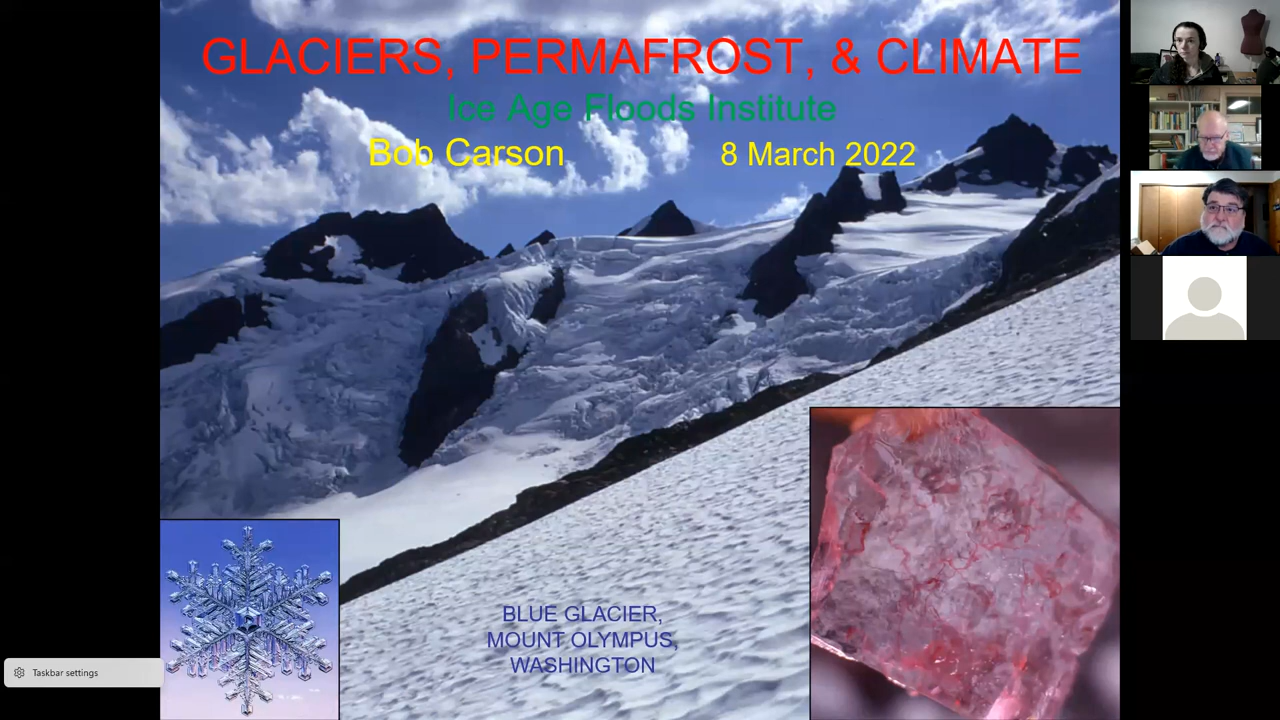 GLACIERS, PERMAFROST, & CLIMATE
Ice Age Floods Institute
Bob Carson 8 March 2022
BLUE GLACIER,
MOUNT OLYMPUS,
WASHINGTON
Taskbar settings